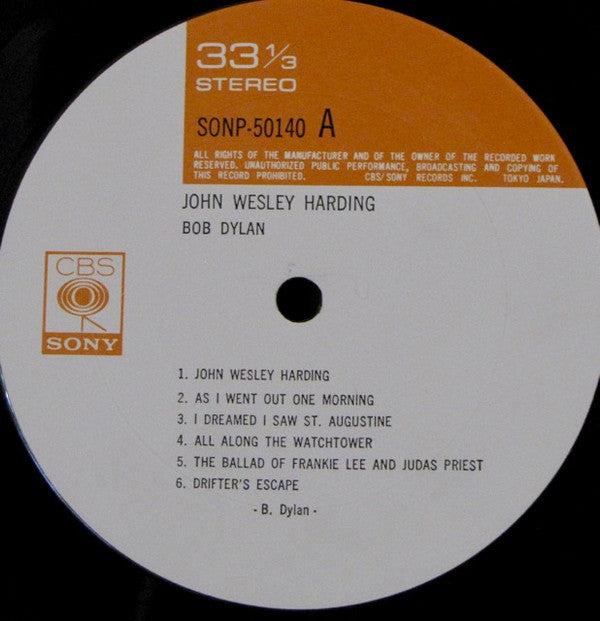 33 1/3
STEREO
SONP-50140 A
ALL RIGHTS OF THE MANUFACTURER AND OF THE OWNER OF THE RECORDED WORK
RESERVED. UNAUTHORIZED PUBLIC PERFORMANCE, BROADCASTING AND COPYING OF
THIS RECORD PROHIBITED. CBS/SONY RECORDS INC. TOKYO JAPAN.
JOHN WESLEY HARDING
BOB DYLAN
CBS
SONY
1. JOHN WESLEY HARDING
2. AS I WENT OUT ONE MORNING
3. I DREAMED I SAW ST. AUGUSTINE
4. ALL ALONG THE WATCHTOWER
5. THE BALLAD OF FRANKIE LEE AND JUDAS PRIEST
6. DRIFTER'S ESCAPE
- B. Dylan -